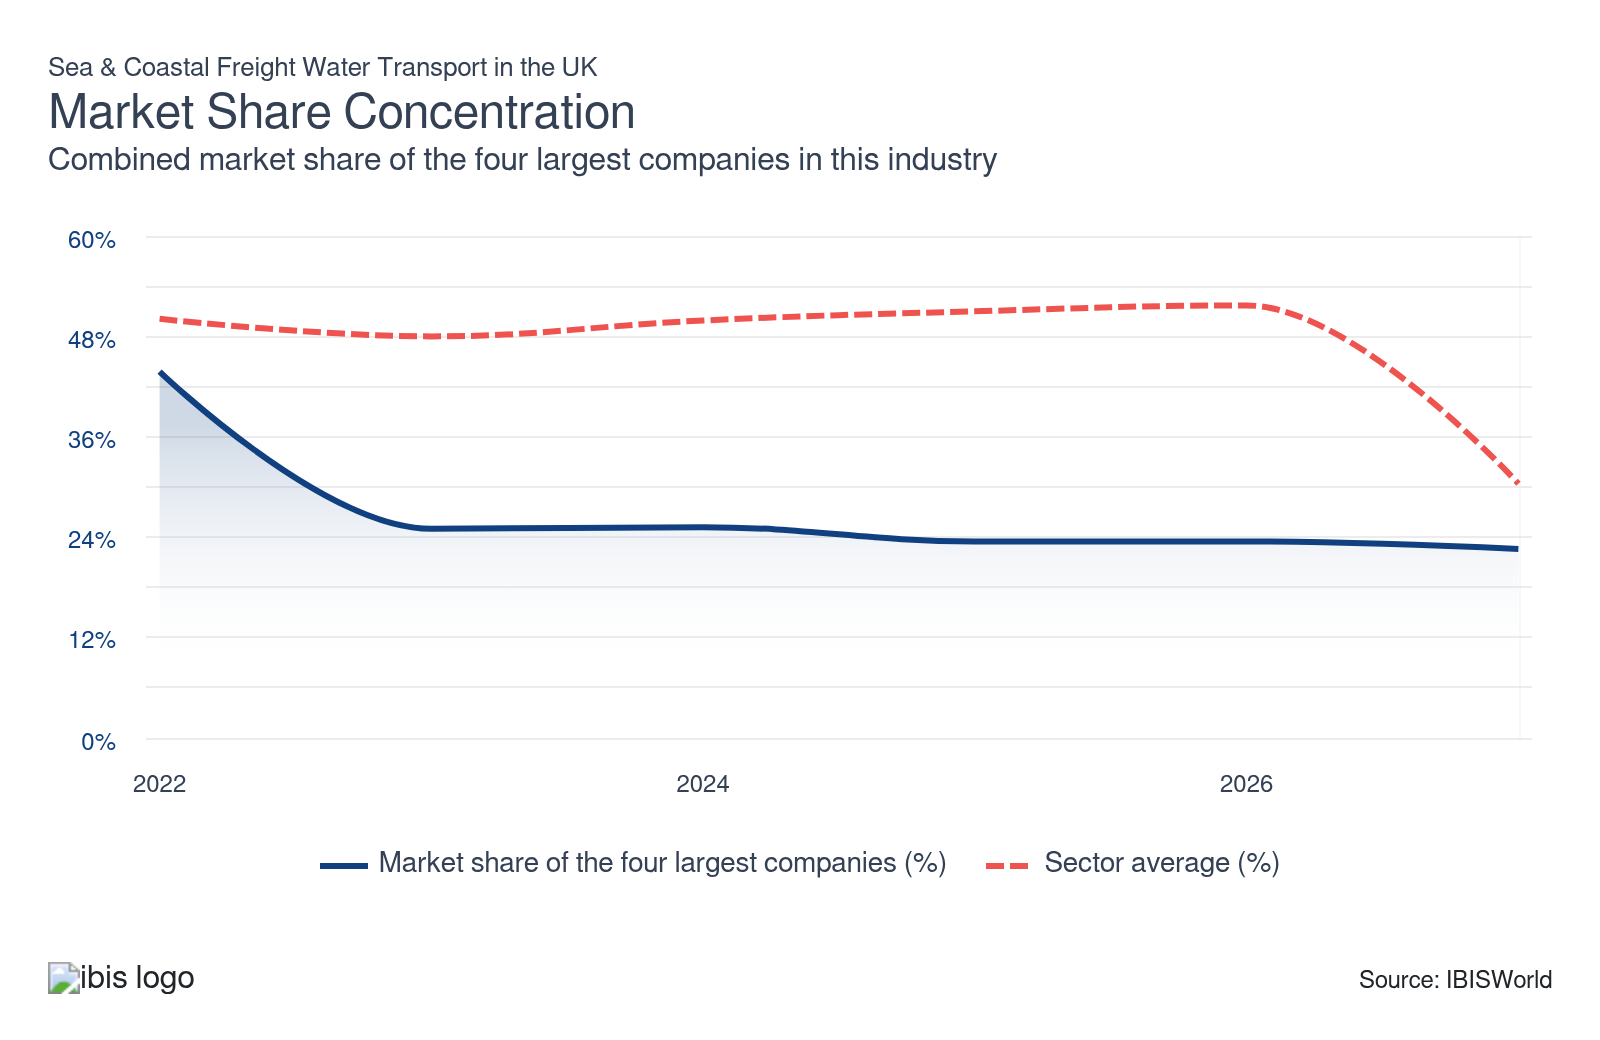 Sea & Coastal Freight Water Transport in the UK
Market Share Concentration
Combined market share of the four largest companies in this industry
60%
48%
36%
24%
12%
0%
2022 2024 2026
Market share of the four largest companies (%) Sector average (%)
ibis logo Source: IBISWorld